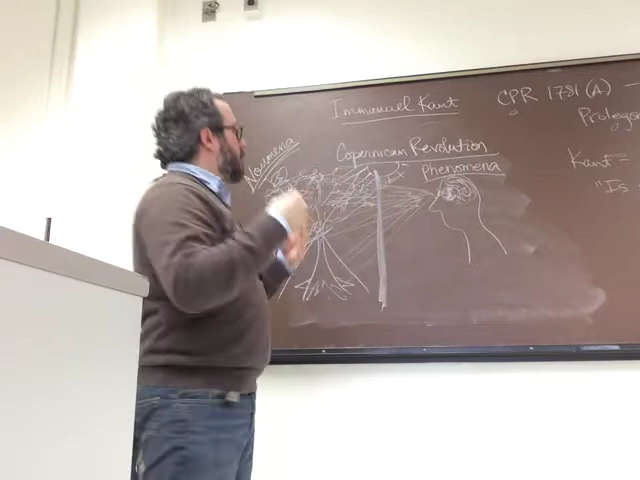 Immanuel Kant
CPR 1781 (A)
Prolegom
Noumena
Copernican Revolution
Phenomena
Kant =
"Is